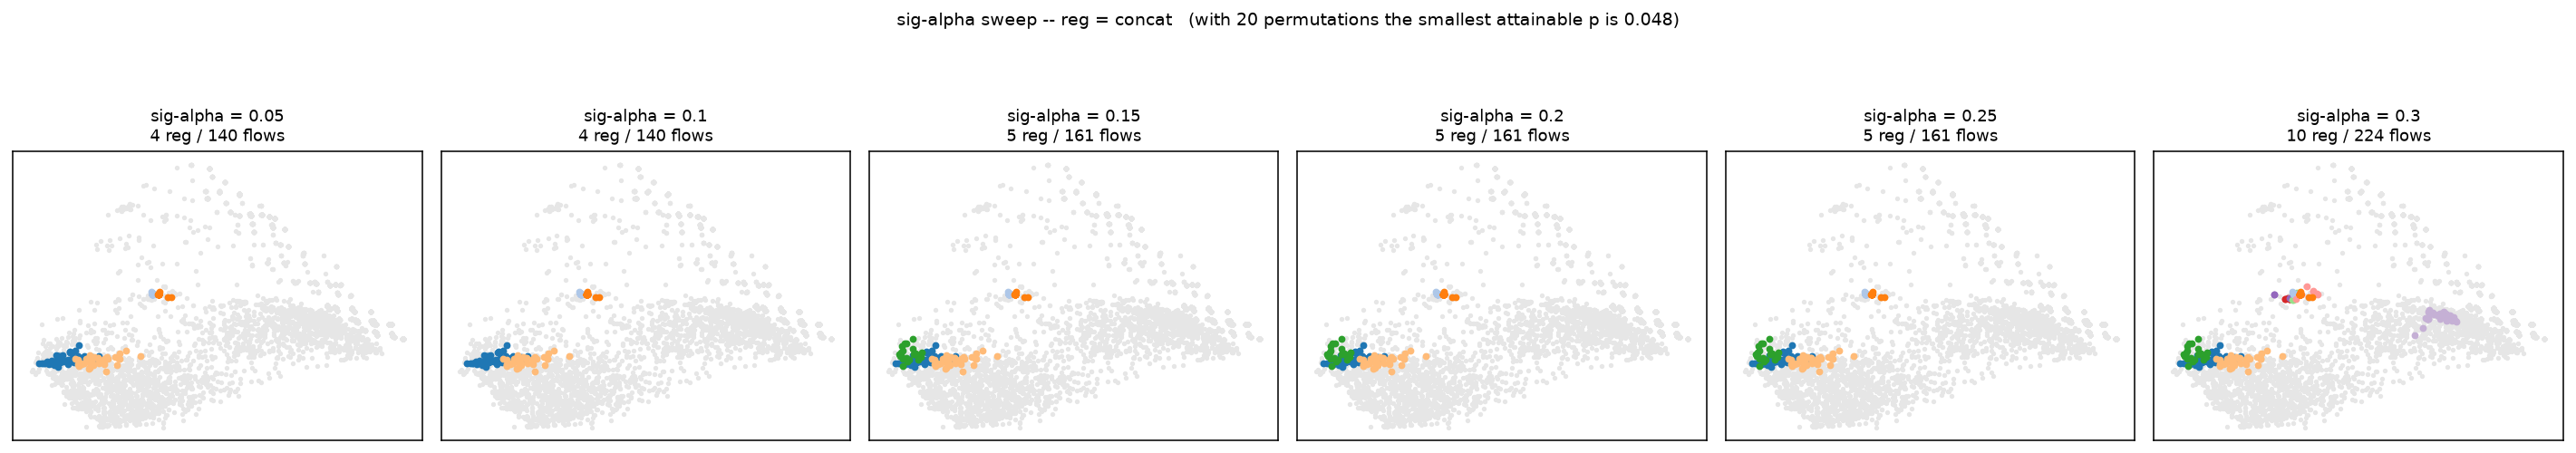 sig-alpha sweep -- reg = concat   (with 20 permutations the smallest attainable p is 0.048)
sig-alpha = 0.05
4 reg / 140 flows
sig-alpha = 0.1
4 reg / 140 flows
sig-alpha = 0.15
5 reg / 161 flows
sig-alpha = 0.2
5 reg / 161 flows
sig-alpha = 0.25
5 reg / 161 flows
sig-alpha = 0.3
10 reg / 224 flows